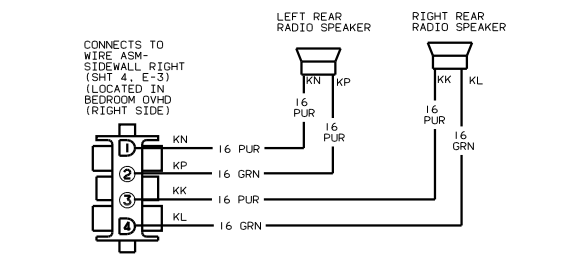 LEFT REAR
RADIO SPEAKER
RIGHT REAR
RADIO SPEAKER
CONNECTS TO
WIRE ASM-
SIDEWALL RIGHT
(SHT 4, E-3)
(LOCATED IN
BEDROOM OVHD
(RIGHT SIDE)
KN
KP
KK
KL
16
PUR
16
PUR
16
PUR
16
GRN
1
KN
16 PUR
2
KP
16 GRN
3
KK
16 PUR
4
KL
16 GRN